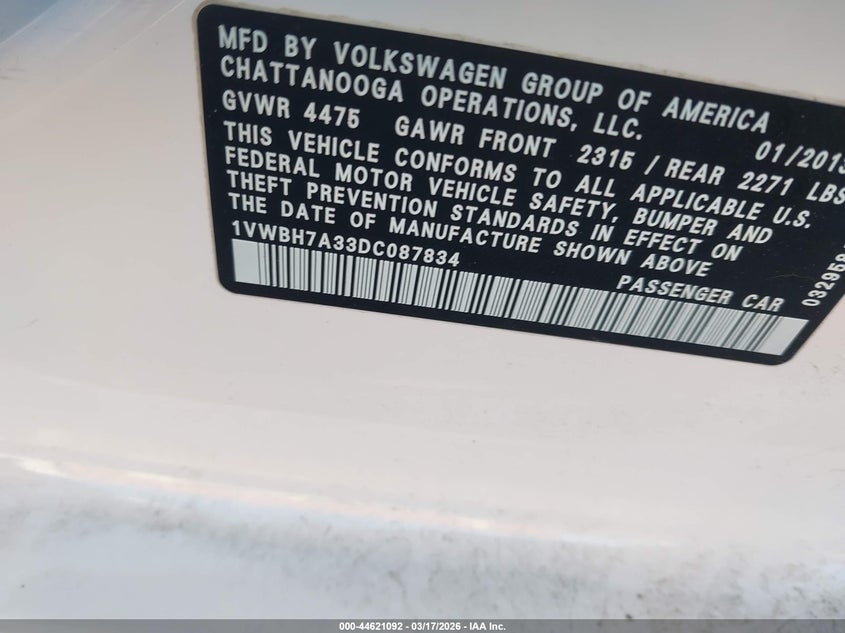 MFD BY VOLKSWAGEN GROUP OF AMERICA
CHATTANOOGA OPERATIONS, LLC.
01/2013
GVWR 4475 GAWR FRONT 2315 / REAR 2271 LBS
THIS VEHICLE CONFORMS TO ALL APPLICABLE U.S.
FEDERAL MOTOR VEHICLE SAFETY, BUMPER AND
THEFT PREVENTION STANDARDS IN EFFECT ON
THE DATE OF MANUFACTURE SHOWN ABOVE
1VWBH7A33DC087834
PASSENGER CAR
000-44621092 - 03/17/2026 - IAA Inc.